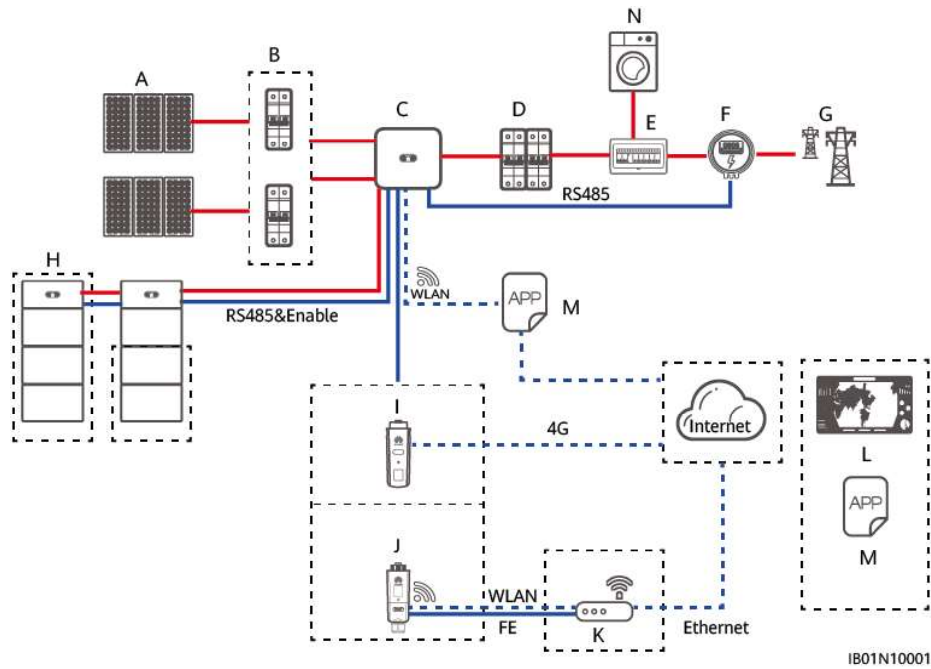 N
A
B
C
D
E
F
G
RS485
H
WLAN
APP
M
RS485&Enable
I
4G
Internet
L
APP
M
J
WLAN
FE
K
Ethernet
IB01N10001